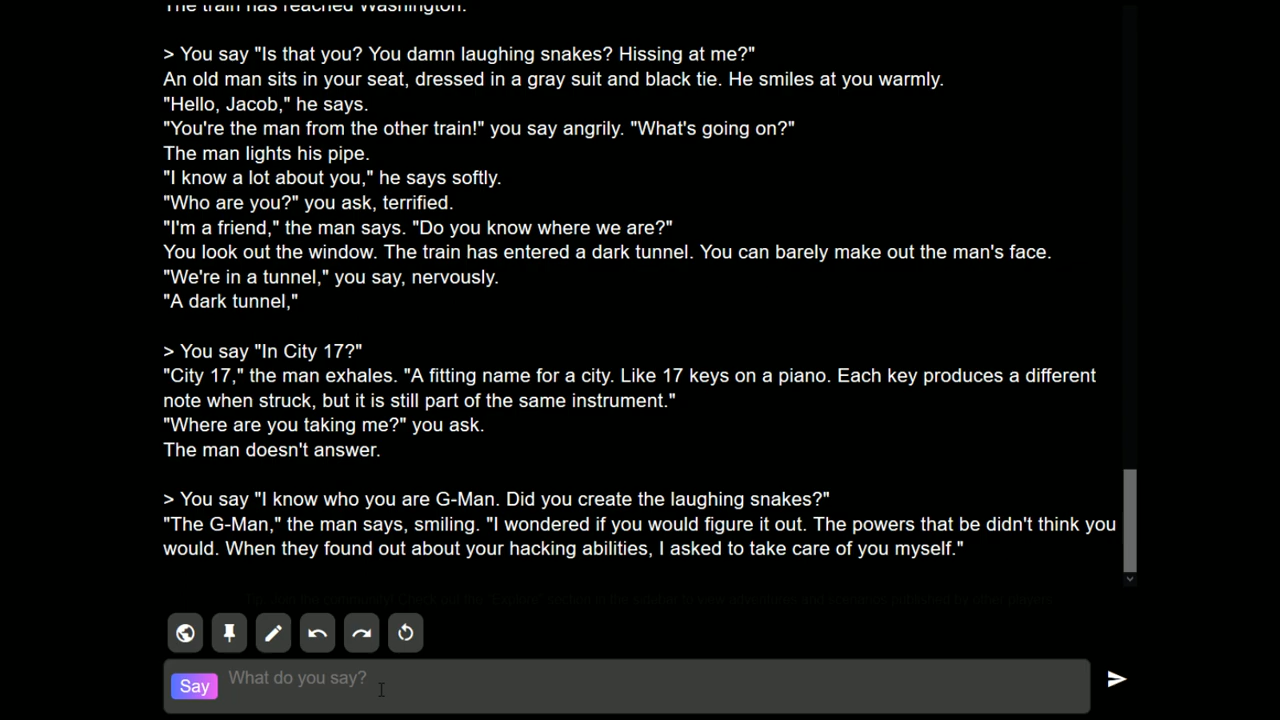 The train has reached Washington.
> You say "Is that you? You damn laughing snakes? Hissing at me?"
An old man sits in your seat, dressed in a gray suit and black tie. He smiles at you warmly.
"Hello, Jacob," he says.
"You're the man from the other train!" you say angrily. "What's going on?"
The man lights his pipe.
"I know a lot about you," he says softly.
"Who are you?" you ask, terrified.
"I'm a friend," the man says. "Do you know where we are?"
You look out the window. The train has entered a dark tunnel. You can barely make out the man's face.
"We're in a tunnel," you say, nervously.
"A dark tunnel,"
> You say "In City 17?"
"City 17," the man exhales. "A fitting name for a city. Like 17 keys on a piano. Each key produces a different
note when struck, but it is still part of the same instrument."
"Where are you taking me?" you ask.
The man doesn't answer.
> You say "I know who you are G-Man. Did you create the laughing snakes?"
"The G-Man," the man says, smiling. "I wondered if you would figure it out. The powers that be didn't think you
would. When they found out about your hacking abilities, I asked to take care of you myself."
Say What do you say?